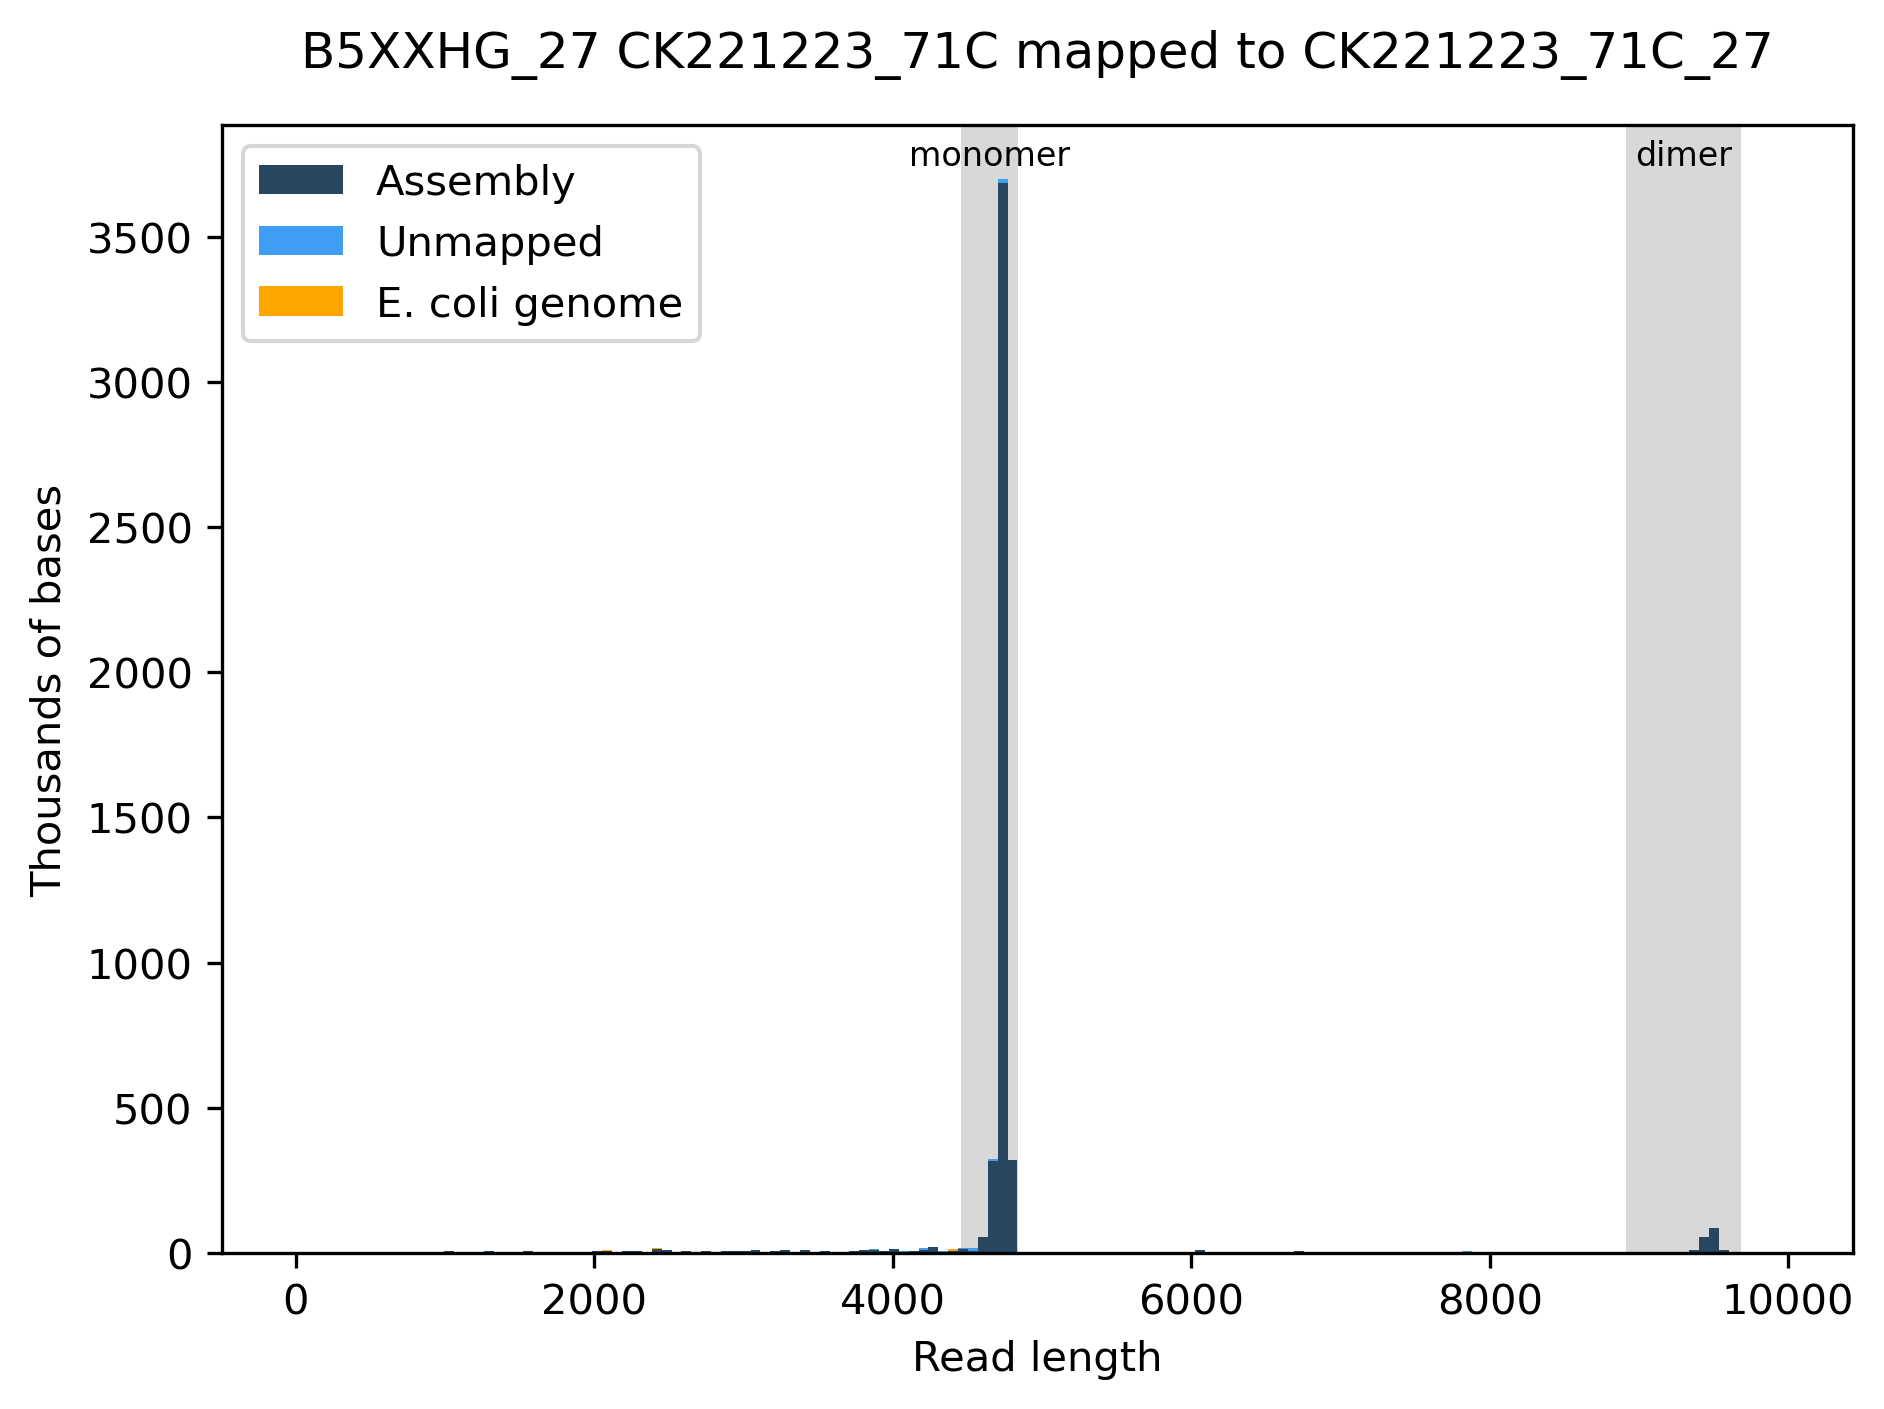 B5XXHG_27 CK221223_71C mapped to CK221223_71C_27
monomer
dimer
Assembly
Unmapped
E. coli genome
Thousands of bases
3500
3000
2500
2000
1500
1000
500
0
0 2000 4000 6000 8000 10000
Read length